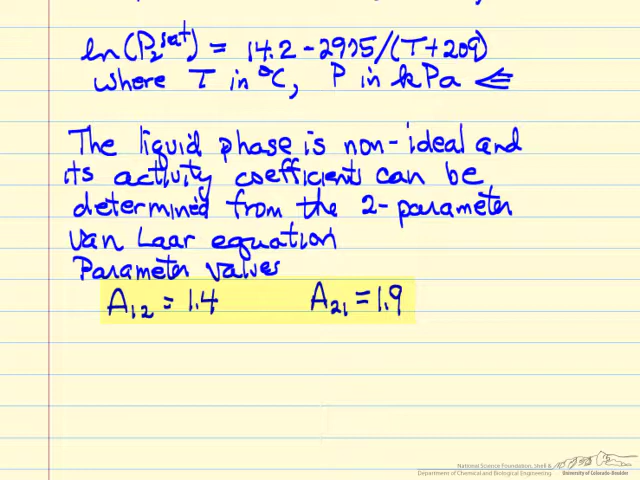 ln(P₂ˢᵃᵗ) = 14.2 - 2975/(T+209)
where T in °C, P in kPa ⇐
The liquid phase is non-ideal and
its activity coefficients can be
determined from the 2-parameter
van Laar equation
Parameter values
A₁₂ = 1.4 A₂₁ = 1.9
National Science Foundation, Shell &
Department of Chemical and Biological Engineering
University of Colorado-Boulder